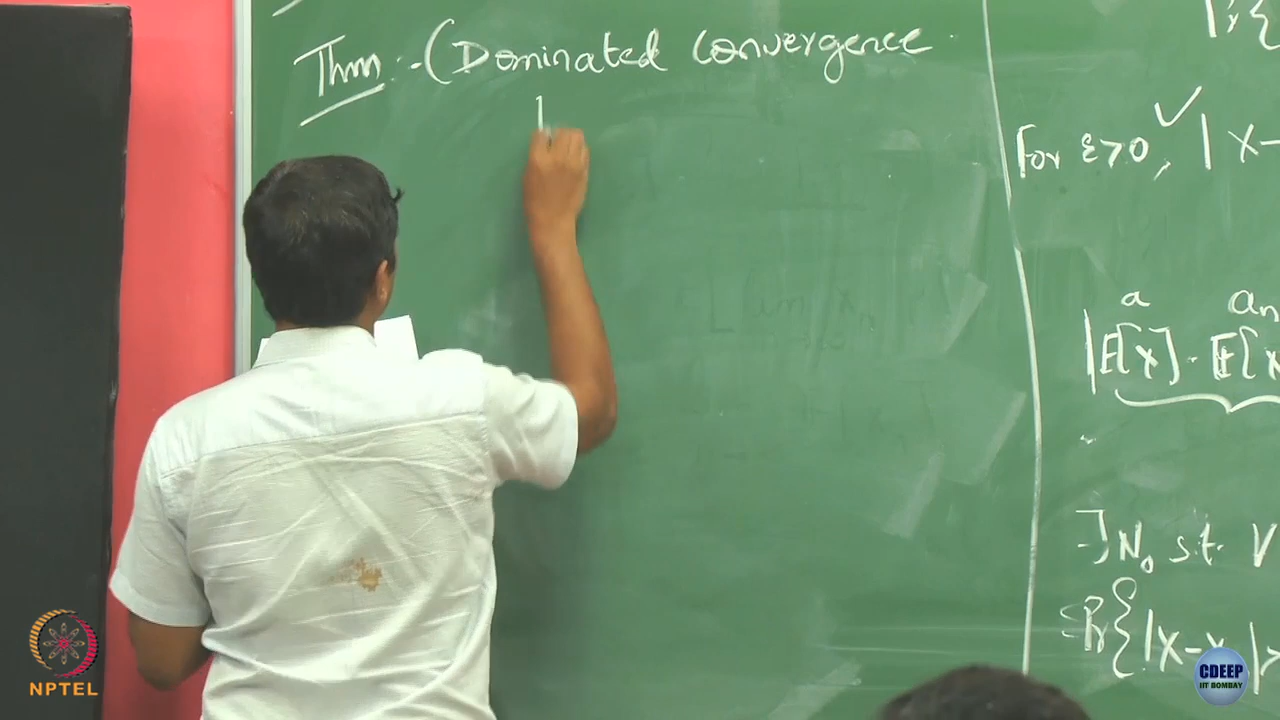 Thm :- (Dominated convergence
For ε>0, | X-
a an
|E[X] - E[X
∃ N₀ s.t. ∀
Pr{ |X-X |>
NPTEL
CDEEP
IIT BOMBAY